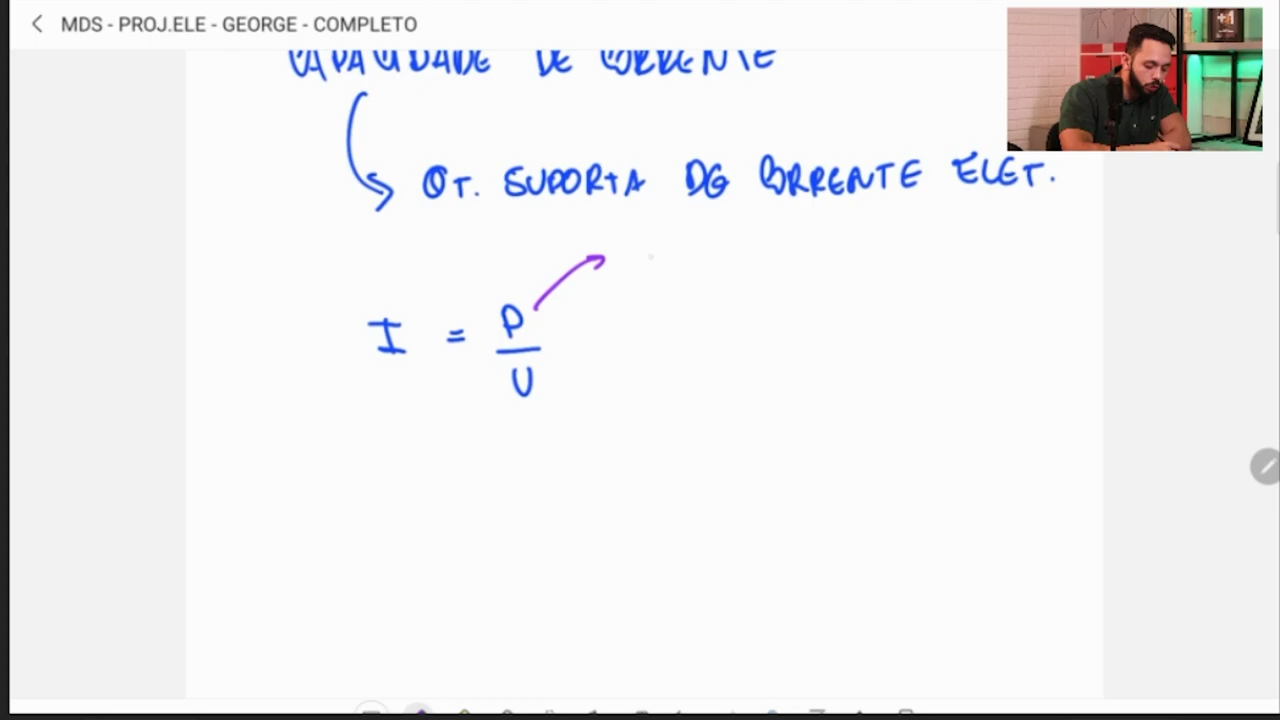 MDS - PROJ.ELE - GEORGE - COMPLETO
CAPACIDADE DE CORRENTE
QT. SUPORTA DE CORRENTE ELET.
I = P
U